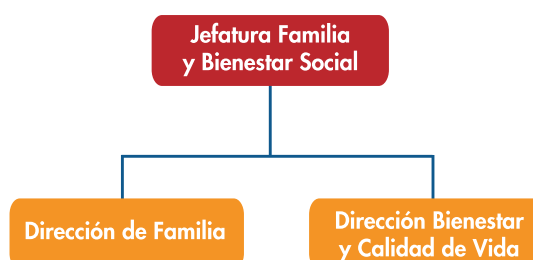 Jefatura Familia
y Bienestar Social
Dirección de Familia
Dirección Bienestar
y Calidad de Vida